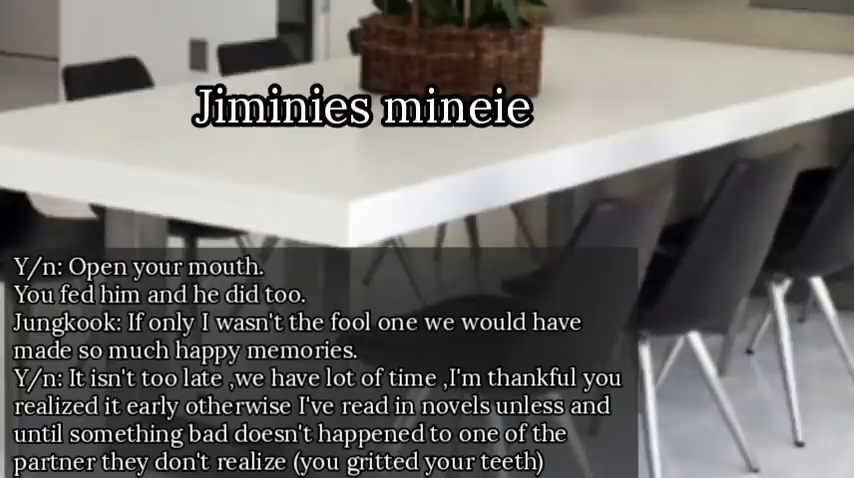 Jiminies mineie
Y/n: Open your mouth.
You fed him and he did too.
Jungkook: If only I wasn't the fool one we would have
made so much happy memories.
Y/n: It isn't too late ,we have lot of time ,I'm thankful you
realized it early otherwise I've read in novels unless and
until something bad doesn't happened to one of the
partner they don't realize (you gritted your teeth)